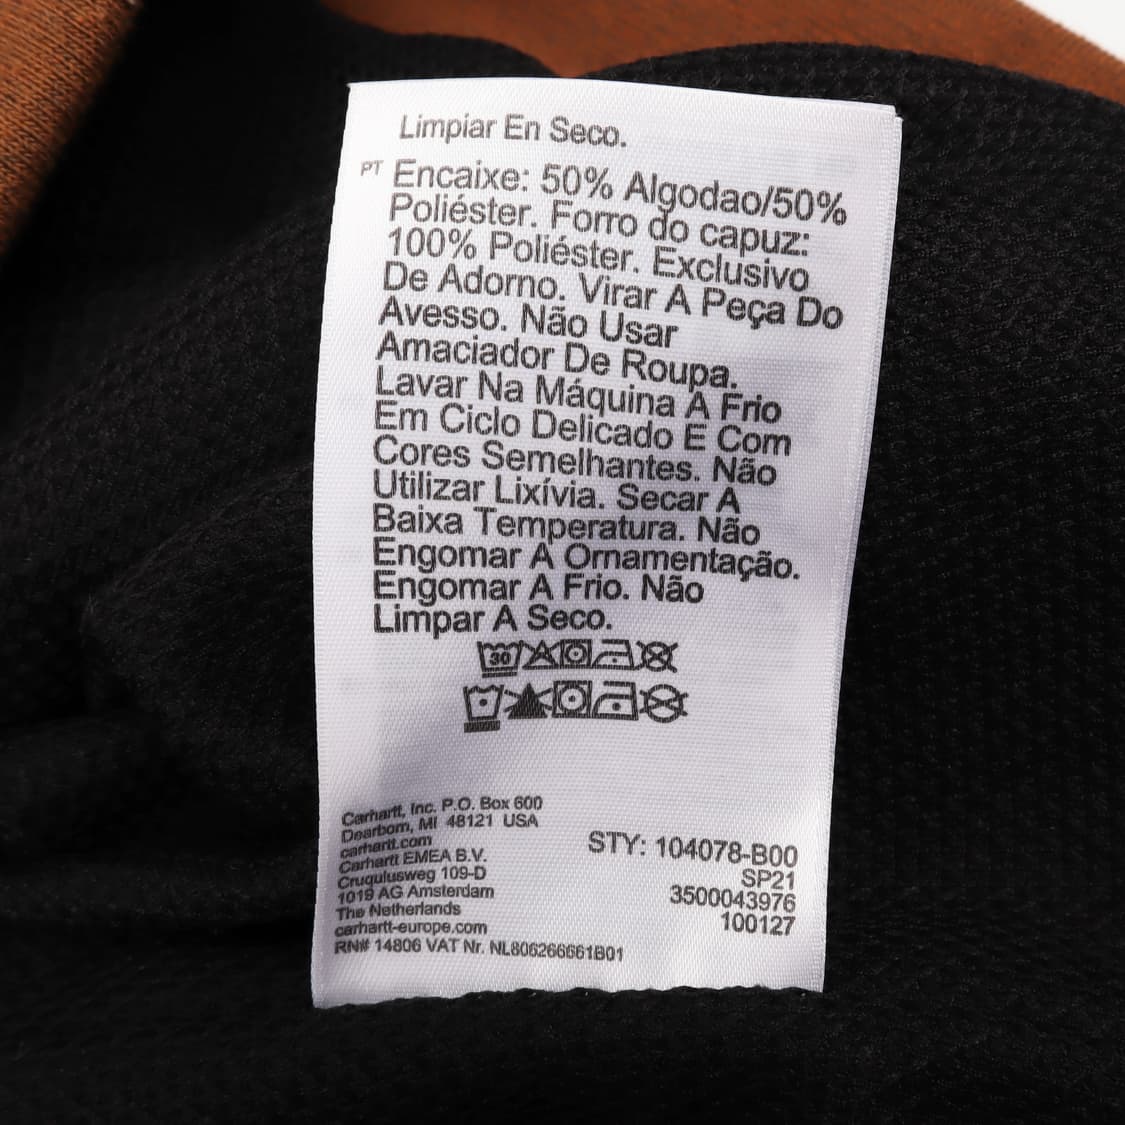 Limpiar En Seco.
PT Encaixe: 50% Algodao/50%
Poliéster. Forro do capuz:
100% Poliéster. Exclusivo
De Adorno. Virar A Peça Do
Avesso. Não Usar
Amaciador De Roupa.
Lavar Na Máquina A Frio
Em Ciclo Delicado E Com
Cores Semelhantes. Não
Utilizar Lixívia. Secar A
Baixa Temperatura. Não
Engomar A Ornamentação.
Engomar A Frio. Não
Limpar A Seco.
30
Carhartt, Inc. P.O. Box 600
Dearborn, MI 48121 USA
carhartt.com
Carhartt EMEA B.V.
Cruquiusweg 109-D
1019 AG Amsterdam
The Netherlands
carhartt-europe.com
RN# 14806 VAT Nr. NL806266661B01
STY: 104078-B00
SP21
3500043976
100127